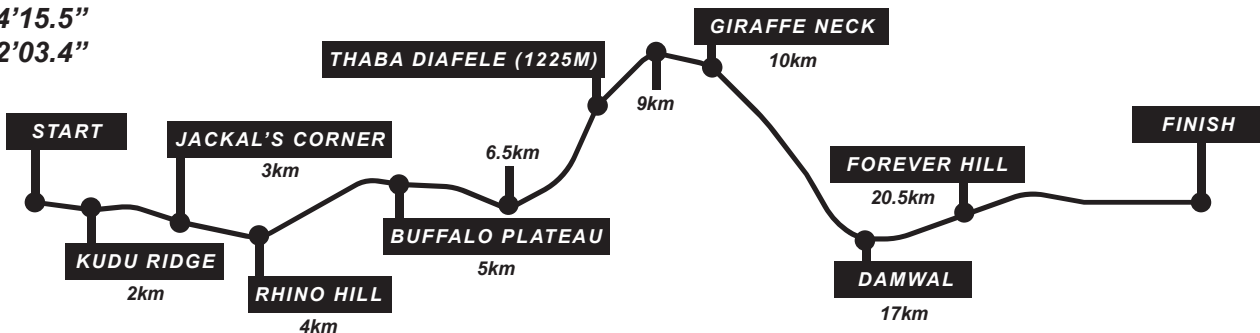 4’15.5”
2’03.4”
GIRAFFE NECK
10km
THABA DIAFELE (1225M)
9km
START
JACKAL’S CORNER
3km
6.5km
FINISH
FOREVER HILL
20.5km
BUFFALO PLATEAU
5km
KUDU RIDGE
2km
RHINO HILL
4km
DAMWAL
17km